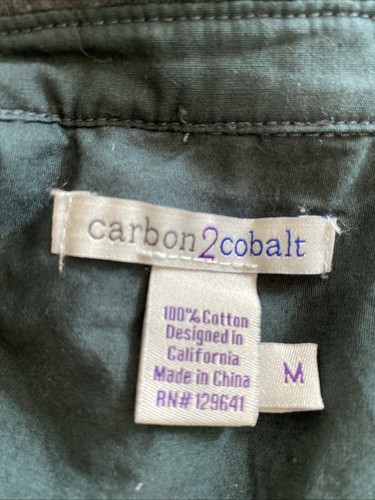 carbon2cobalt
100% Cotton
Designed in
California
Made in China
RN# 129641
M